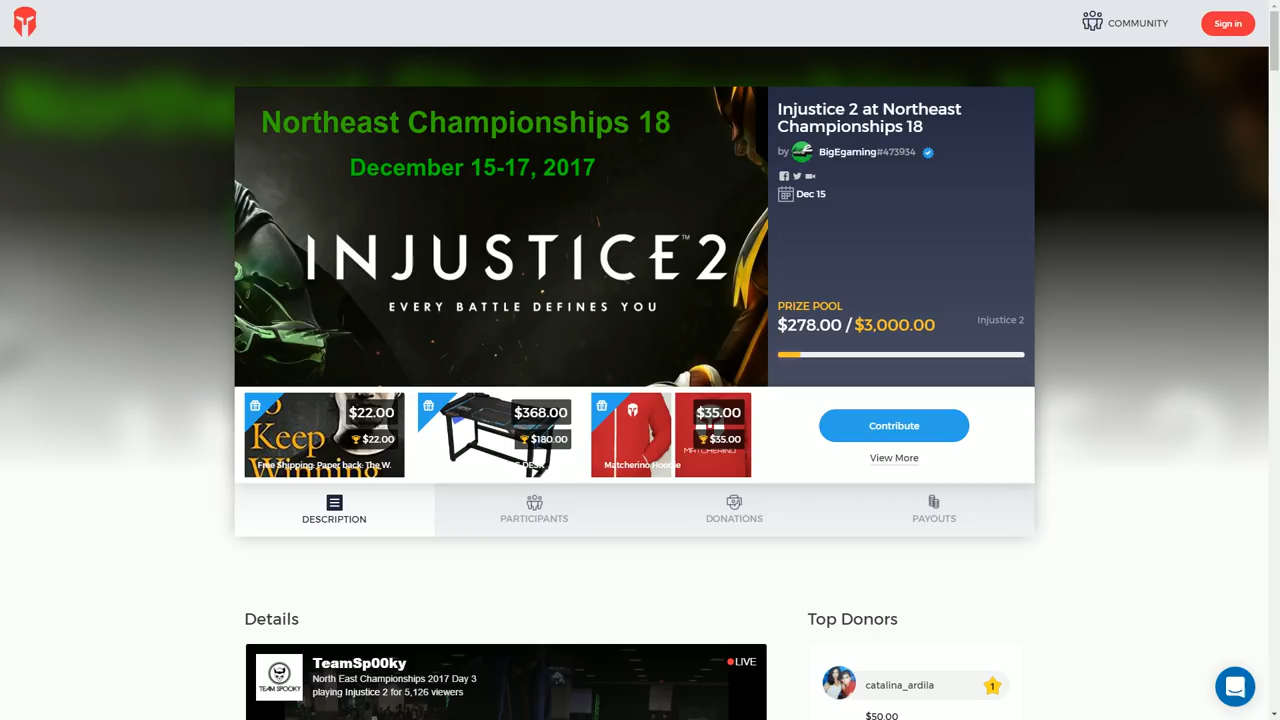 COMMUNITY
Sign in
Northeast Championships 18
December 15-17, 2017
INJUSTICE 2™
EVERY BATTLE DEFINES YOU
Injustice 2 at Northeast
Championships 18
by BigEgaming#473934
Dec 15
PRIZE POOL
$278.00 / $3,000.00
Injustice 2
$22.00
$22.00
Keep
Winning
Free Shipping: Paper back: The W.
$368.00
$180.00
DESK
$35.00
$35.00
MATCHERINO
Matcherino Hoodie
Contribute
View More
DESCRIPTION
PARTICIPANTS
DONATIONS
PAYOUTS
Details
Top Donors
TEAM SPOOKY
TeamSp00ky
LIVE
North East Championships 2017 Day 3
playing Injustice 2 for 5,126 viewers
catalina_ardila
1
$50.00